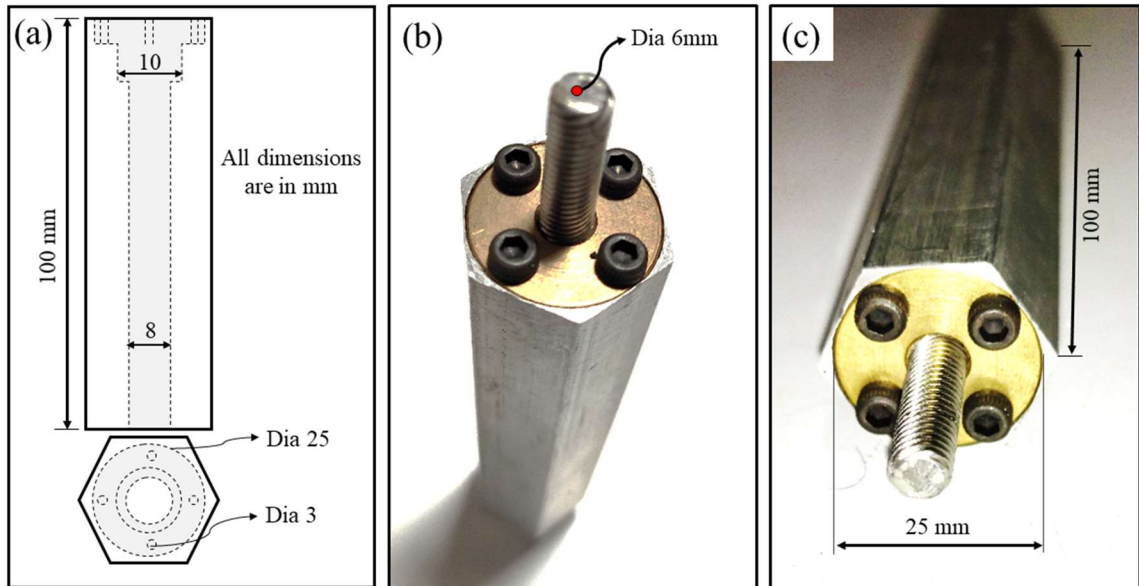 (a)
10
100 mm
All dimensions
are in mm
8
Dia 25
Dia 3
(b)
Dia 6mm
(c)
100 mm
25 mm